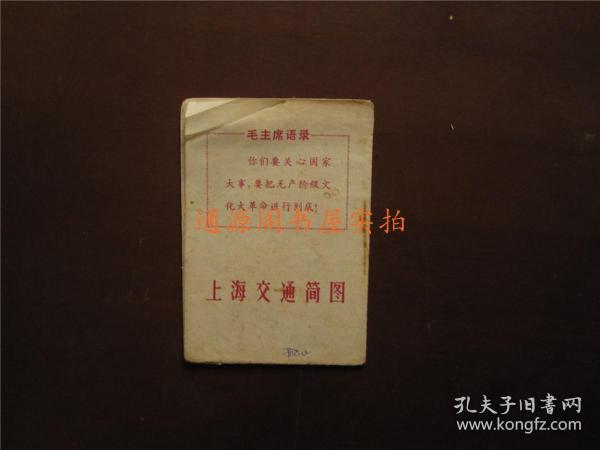 毛主席语录
你们要关心国家
大事,要把无产阶级文
化大革命进行到底!
通源阁书屋实拍
上海交通简图
孔夫子旧书网
www.kongfz.com